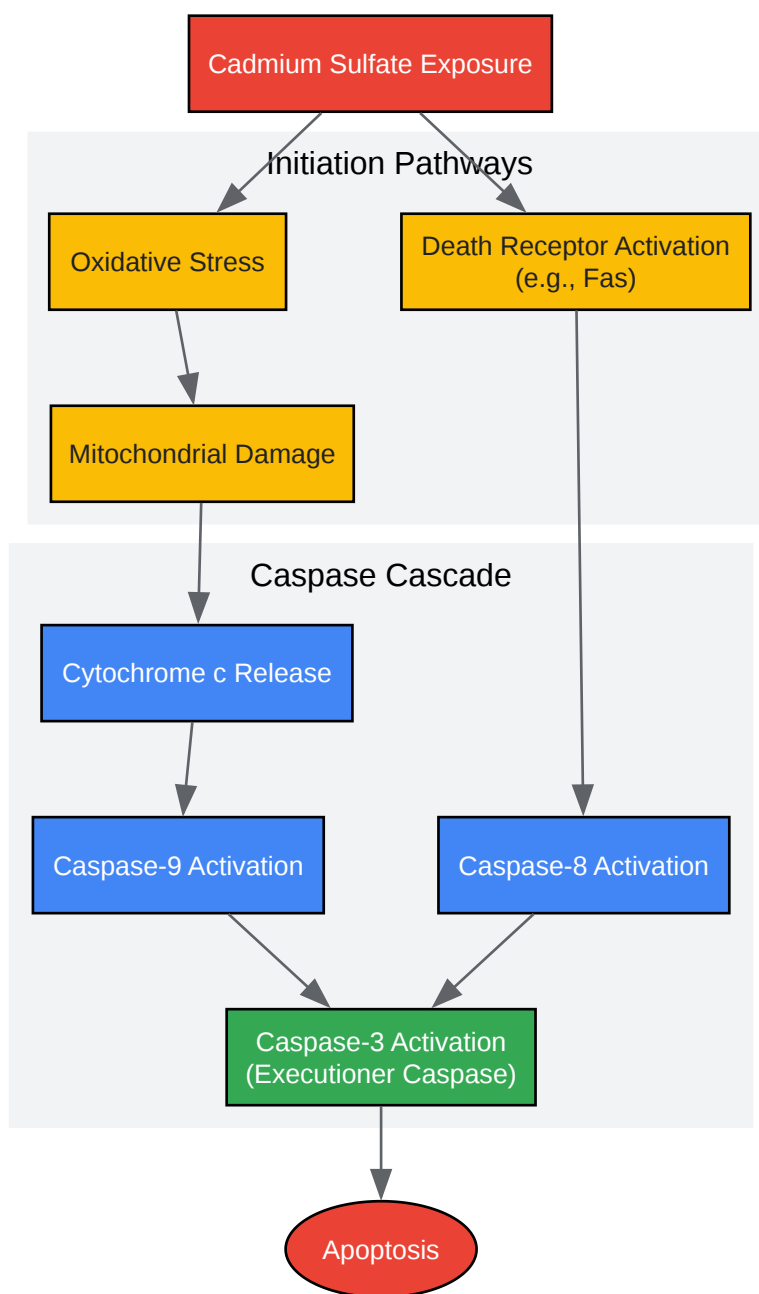 Cadmium Sulfate Exposure
Initiation Pathways
Oxidative Stress
Death Receptor Activation
(e.g., Fas)
Mitochondrial Damage
Caspase Cascade
Cytochrome c Release
Caspase-9 Activation
Caspase-8 Activation
Caspase-3 Activation
(Executioner Caspase)
Apoptosis